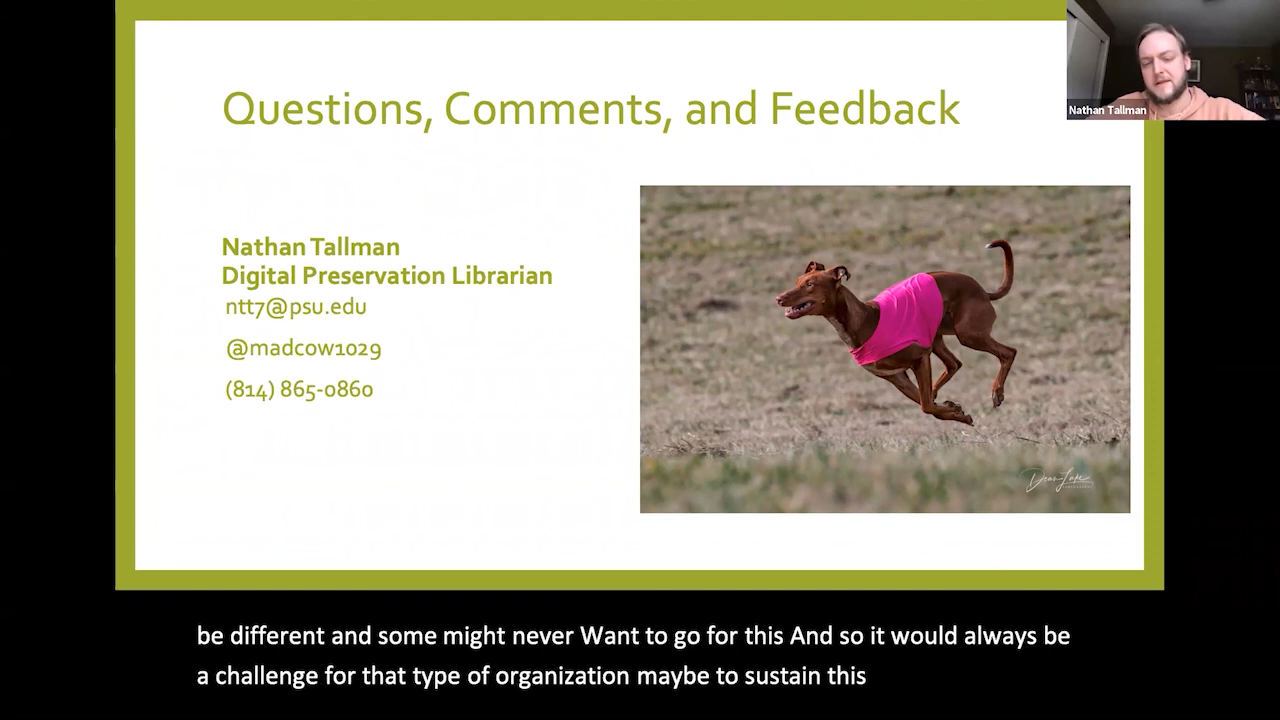 Questions, Comments, and Feedback
Nathan Tallman
Nathan Tallman
Digital Preservation Librarian
ntt7@psu.edu
@madcow1029
(814) 865-0860
Dean Lake
be different and some might never Want to go for this And so it would always be
a challenge for that type of organization maybe to sustain this